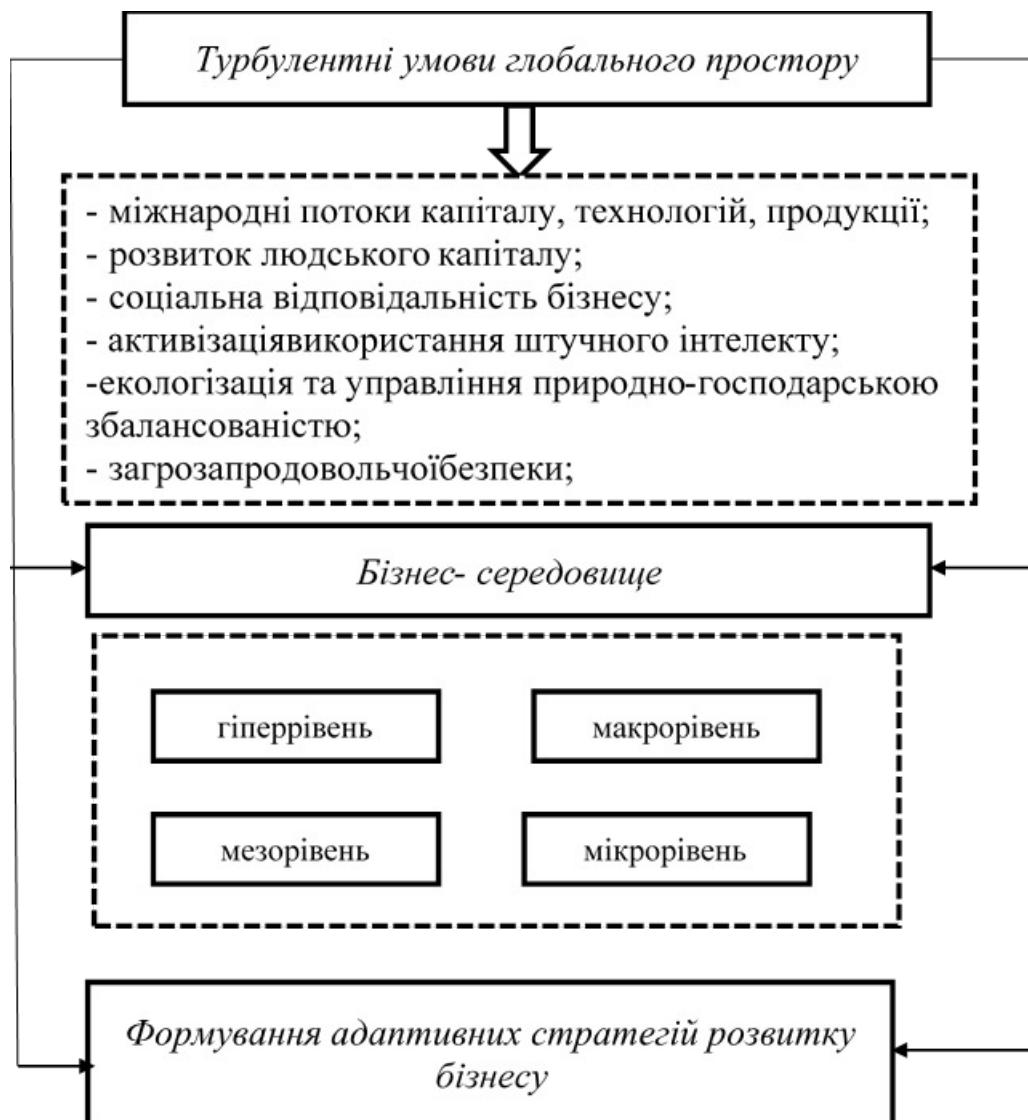 Турбулентні умови глобального простору
- міжнародні потоки капіталу, технологій, продукції;
- розвиток людського капіталу;
- соціальна відповідальність бізнесу;
- активізаціявикористання штучного інтелекту;
-екологізація та управління природно-господарською
збалансованістю;
- загрозапродовольчоїбезпеки;
Бізнес- середовище
гіперрівень
макрорівень
мезорівень
мікрорівень
Формування адаптивних стратегій розвитку
бізнесу